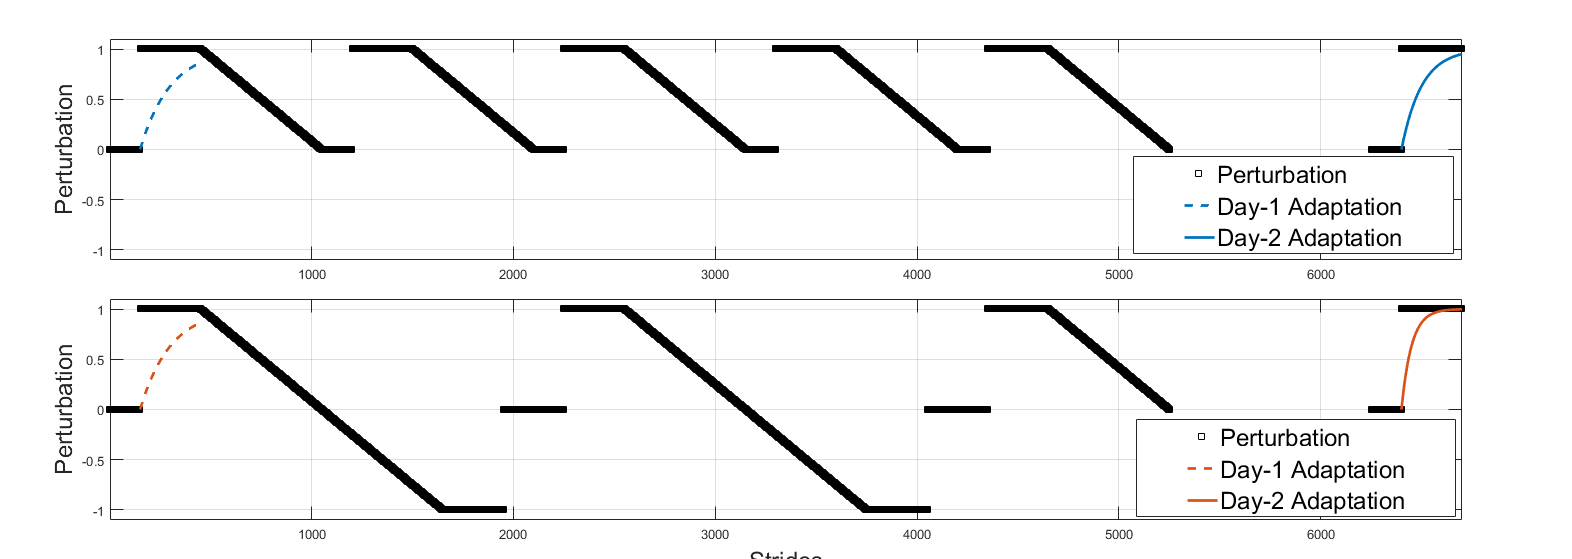 Perturbation
1
0.5
0
-0.5
-1
1000 2000 3000 4000 5000 6000
Perturbation
Day-1 Adaptation
Day-2 Adaptation
Perturbation
1
0.5
0
-0.5
-1
1000 2000 3000 4000 5000 6000
Perturbation
Day-1 Adaptation
Day-2 Adaptation
Strides